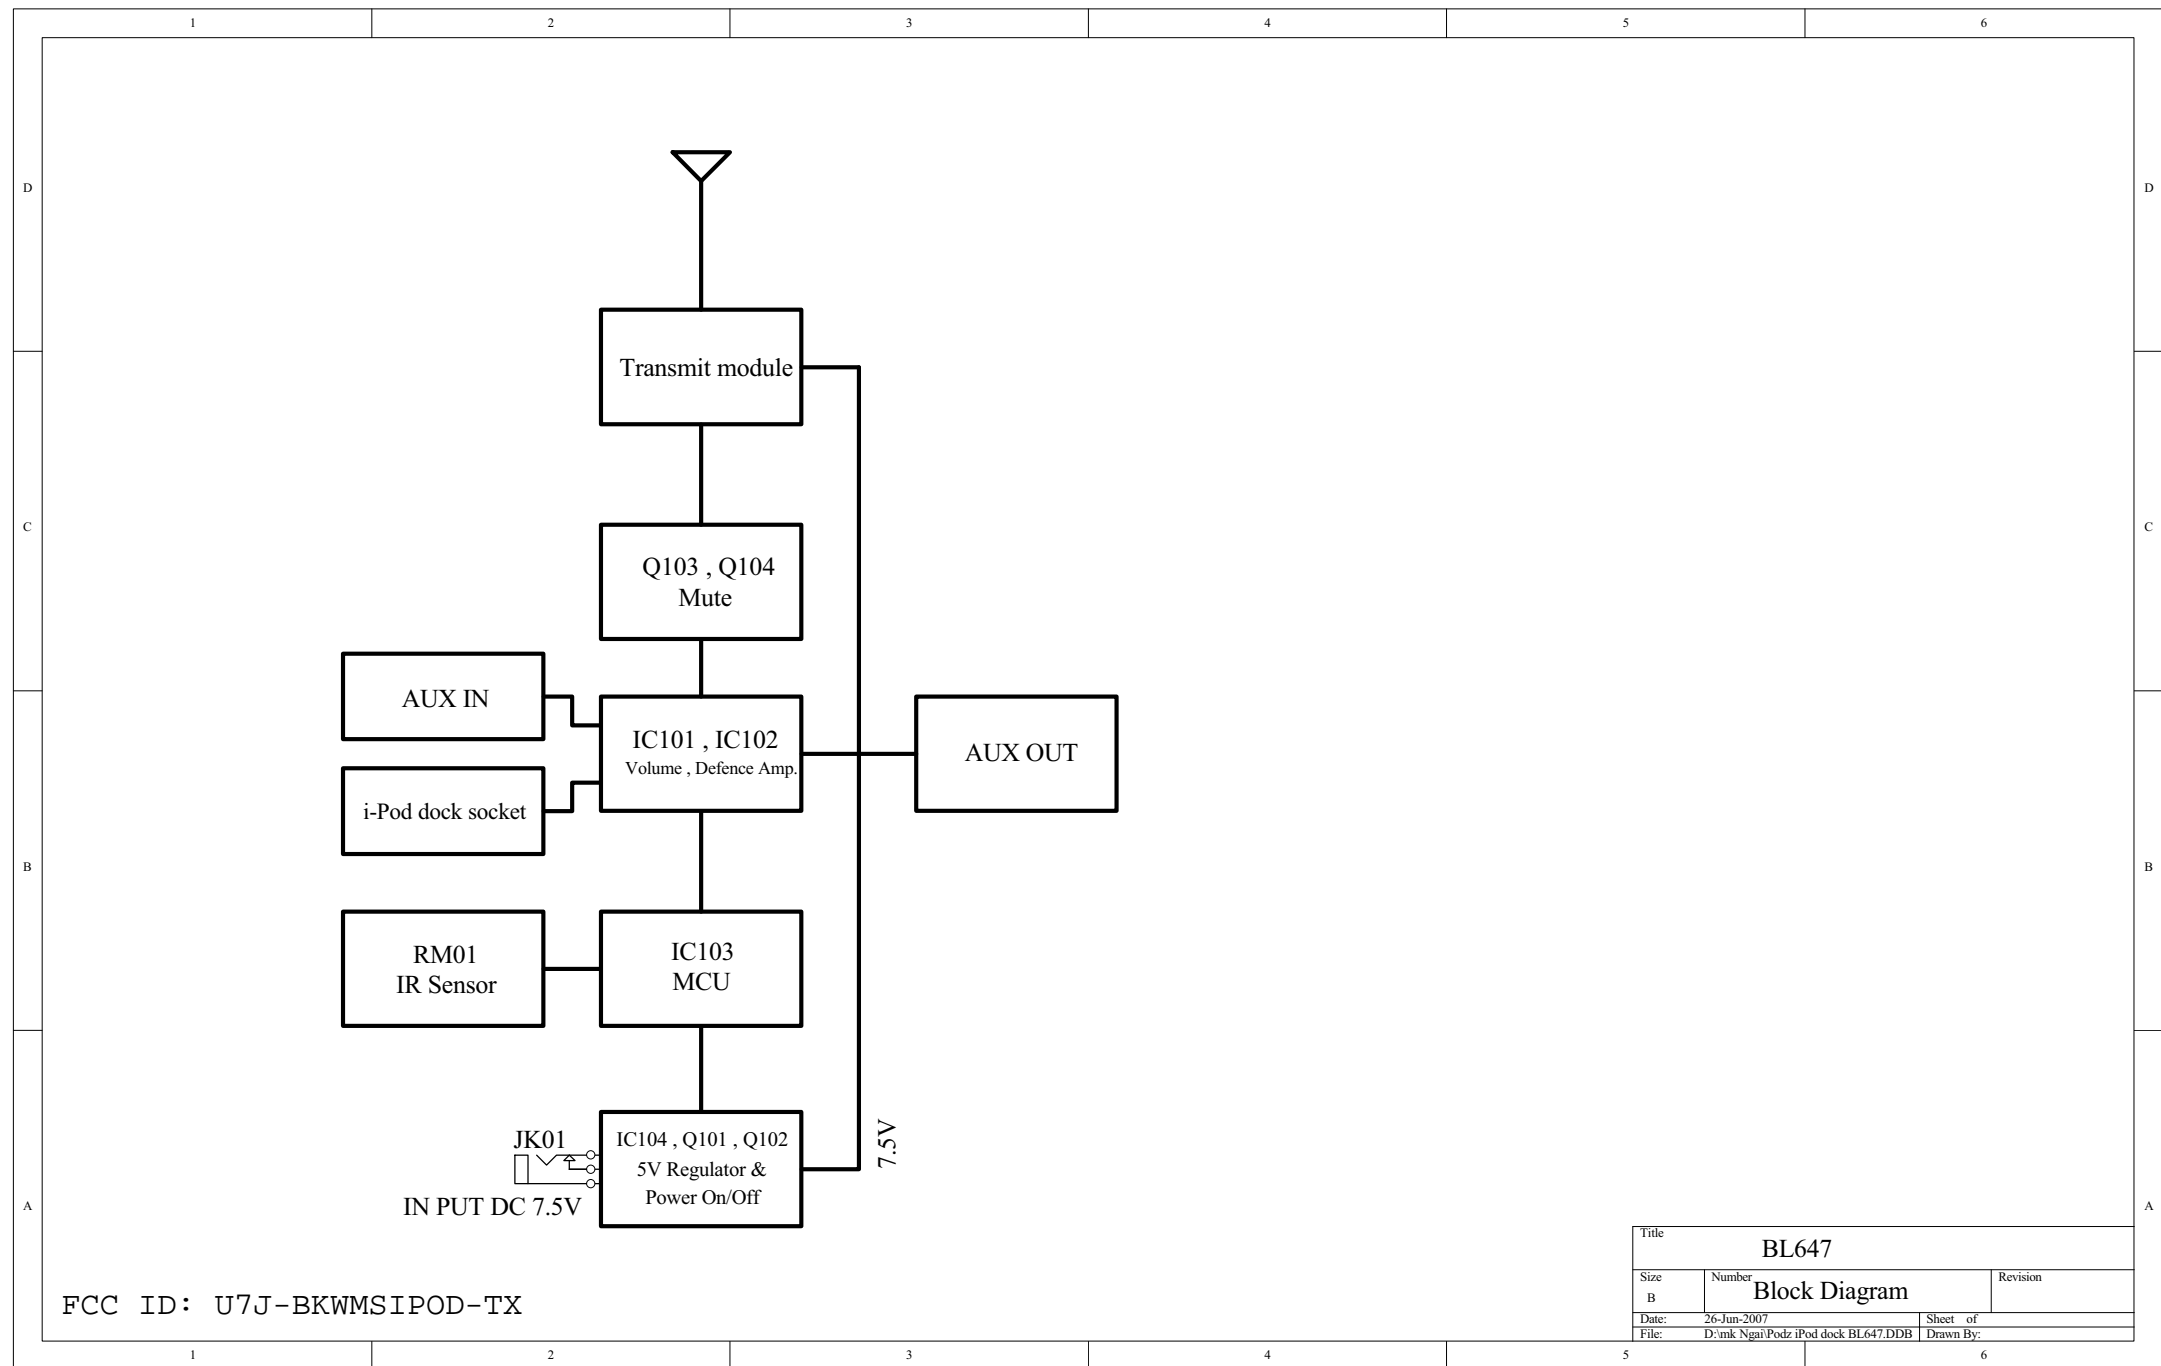 1 2 3 4 5 6
D D
Transmit module
C C
Q103 , Q104
Mute
AUX IN
IC101 , IC102
Volume , Defence Amp.
AUX OUT
i-Pod dock socket
B B
RM01
IR Sensor
IC103
MCU
JK01
IN PUT DC 7.5V
IC104 , Q101 , Q102
5V Regulator &
Power On/Off
7.5V
A A
FCC ID: U7J-BKWMSIPOD-TX
Title
BL647
Size
B
Number
Block Diagram
Revision
Date: 26-Jun-2007 Sheet of
File: D:\mk Ngai\Podz iPod dock BL647.DDB Drawn By:
1 2 3 4 5 6